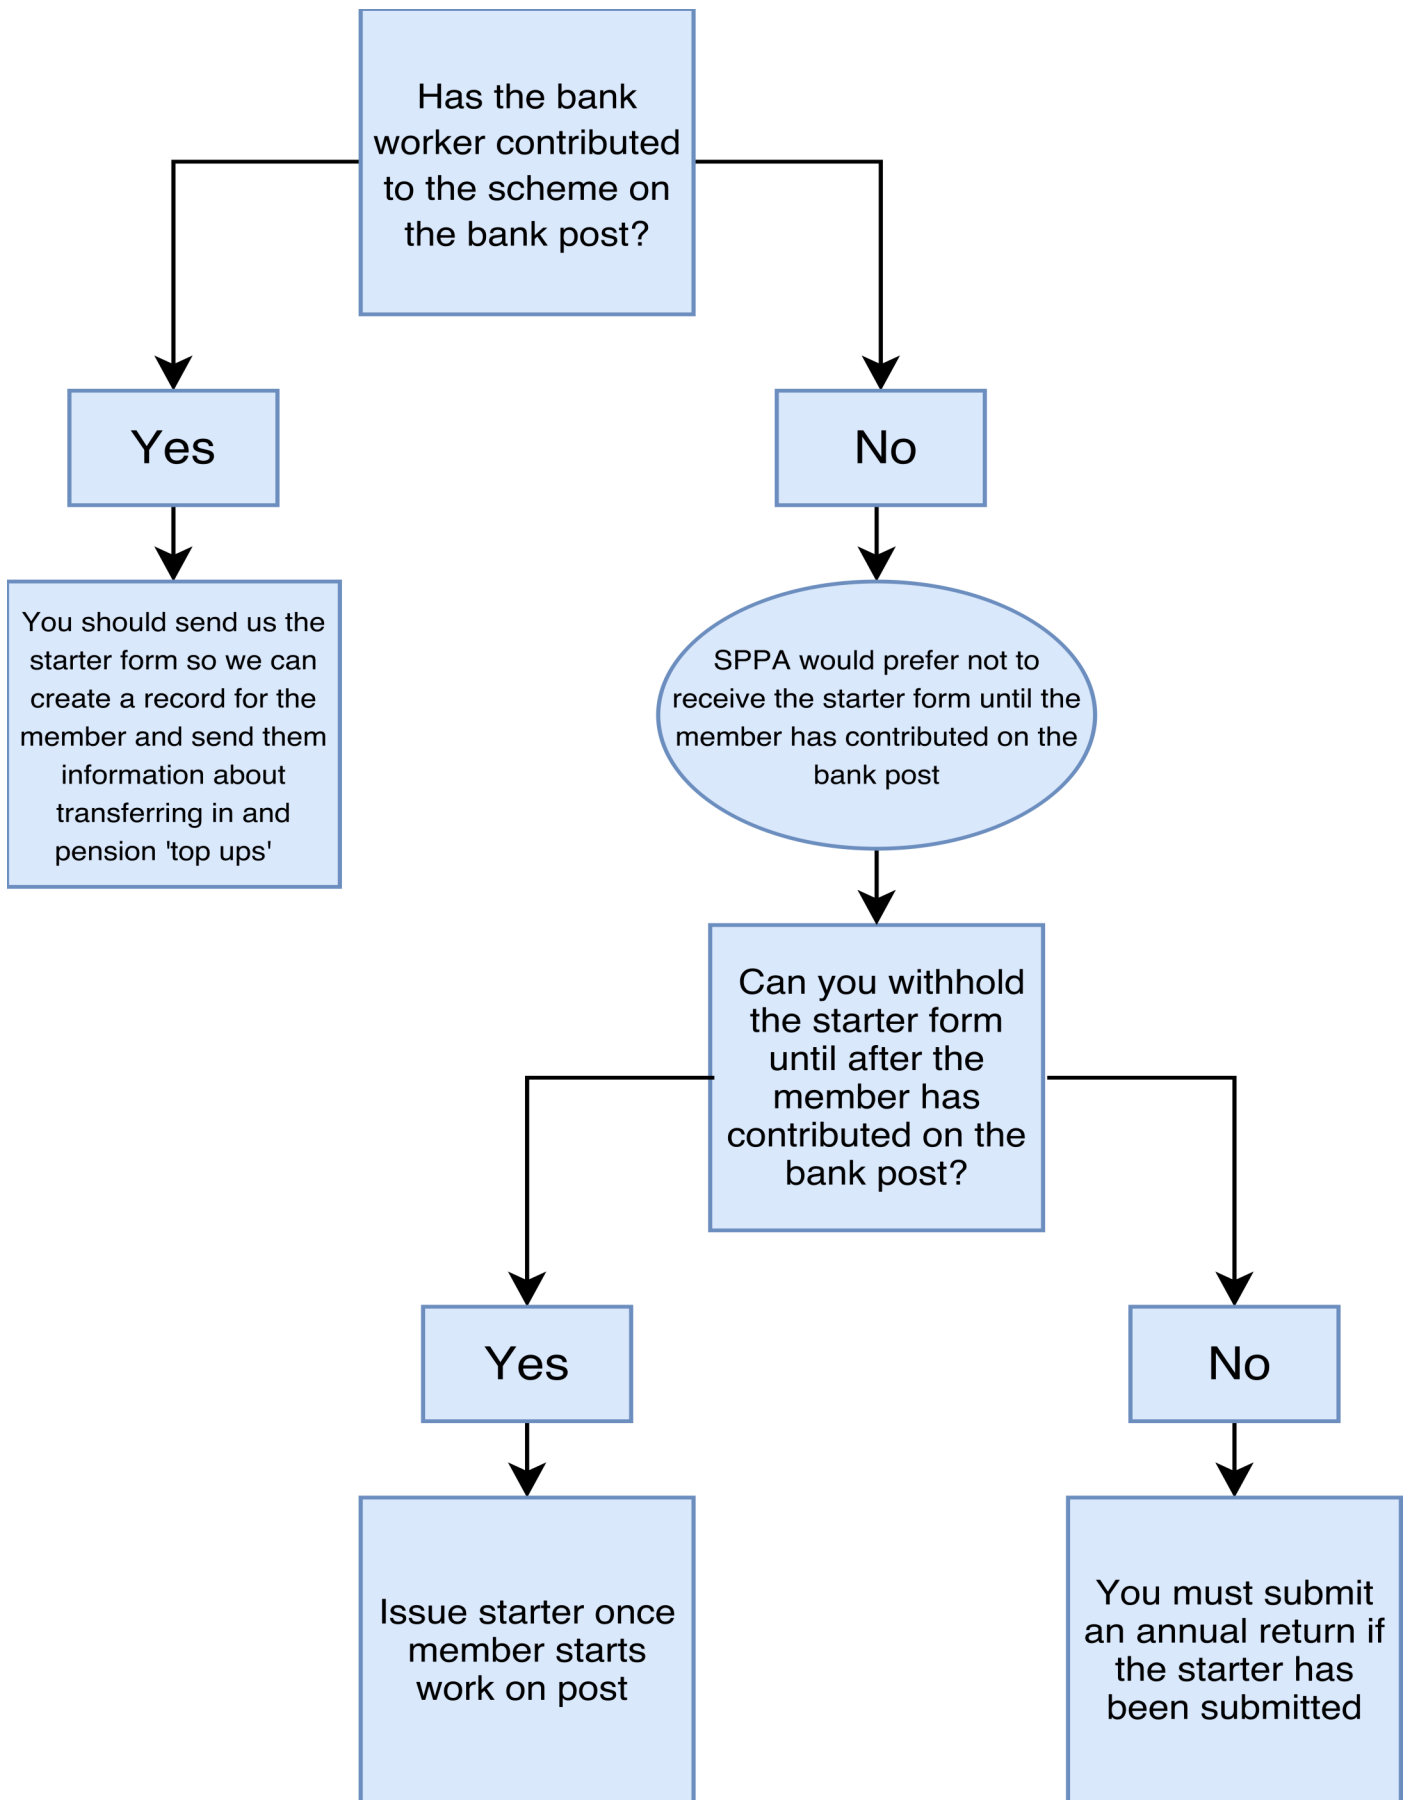 Has the bank
worker contributed
to the scheme on
the bank post?
Yes
No
You should send us the
starter form so we can
create a record for the
member and send them
information about
transferring in and
pension 'top ups'
SPPA would prefer not to
receive the starter form until the
member has contributed on the
bank post
Can you withhold
the starter form
until after the
member has
contributed on the
bank post?
Yes
No
Issue starter once
member starts
work on post
You must submit
an annual return if
the starter has
been submitted